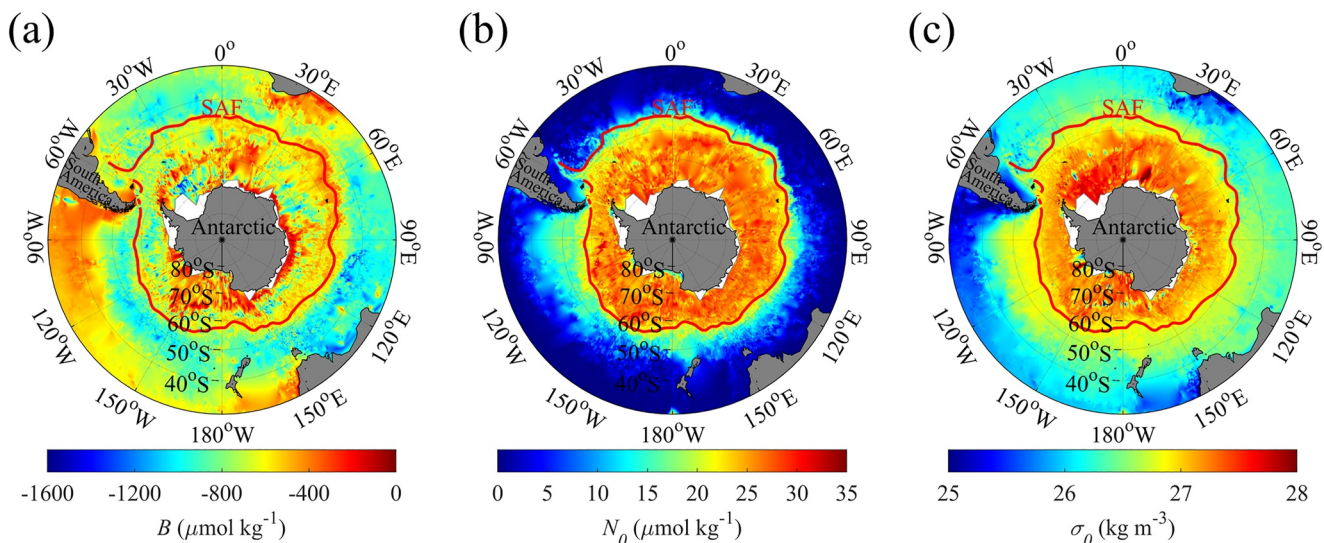 (a)
0°
30°W
30°E
60°W
60°E
SAF
South
America
90°W
90°E
Antarctic
80°S
70°S
60°S
50°S
40°S
120°W
120°E
150°W
150°E
180°W
-1600 -1200 -800 -400 0
B (μmol kg⁻¹)
(b)
0°
30°W
30°E
60°W
60°E
SAF
South
America
90°W
90°E
Antarctic
80°S
70°S
60°S
50°S
40°S
120°W
120°E
150°W
150°E
180°W
0 5 10 15 20 25 30 35
N₀ (μmol kg⁻¹)
(c)
0°
30°W
30°E
60°W
60°E
SAF
South
America
90°W
90°E
Antarctic
80°S
70°S
60°S
50°S
40°S
120°W
120°E
150°W
150°E
180°W
25 26 27 28
σ₀ (kg m⁻³)